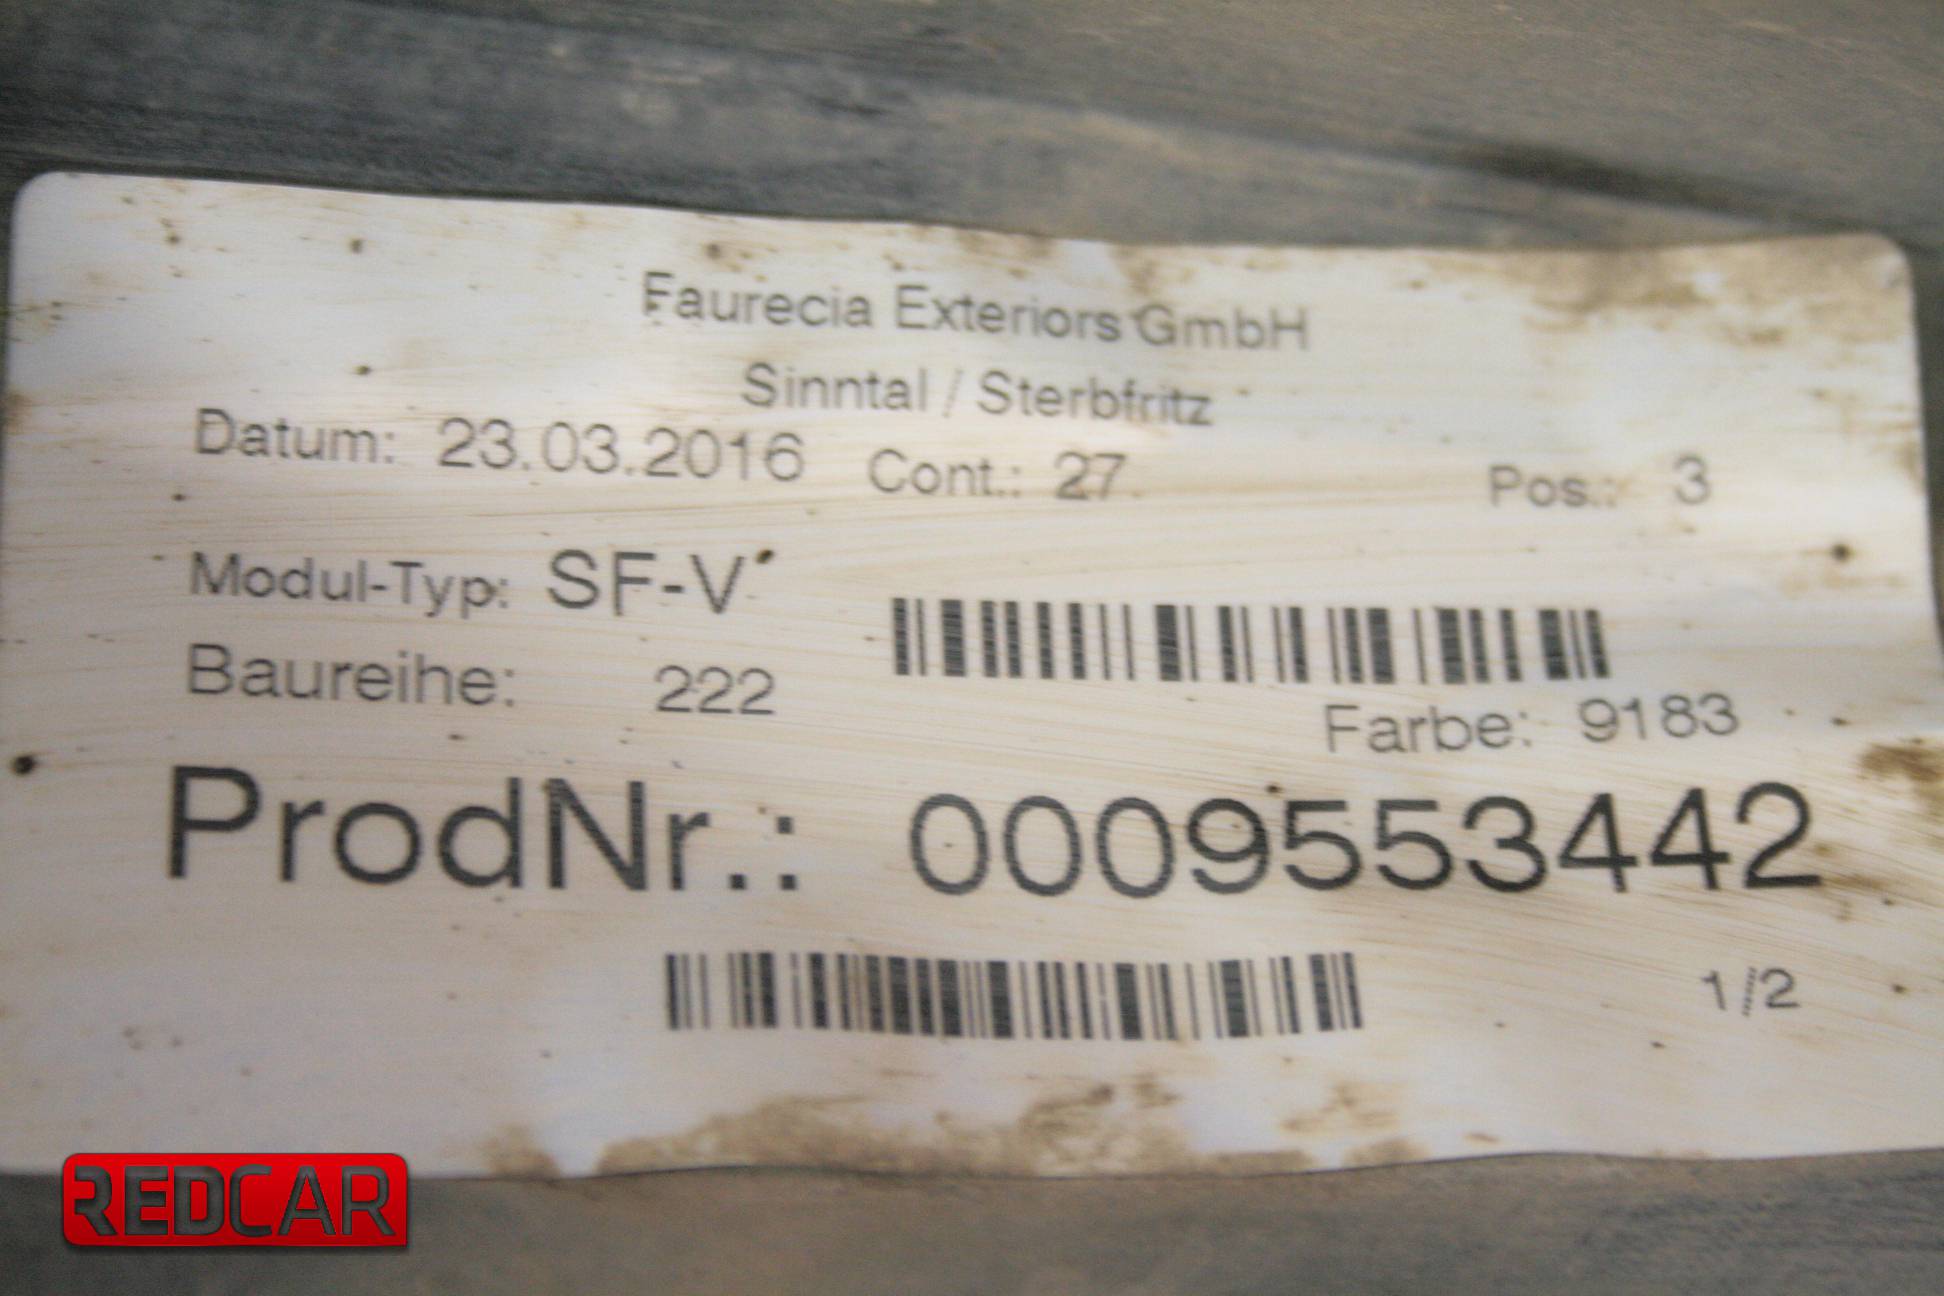 Faurecia Exteriors GmbH
Sinntal / Sterbfritz
Datum: 23.03.2016 Cont.: 27 Pos.: 3
Modul-Typ: SF-V
Baureihe: 222
Farbe: 9183
ProdNr.: 0009553442
1/2
REDCAR